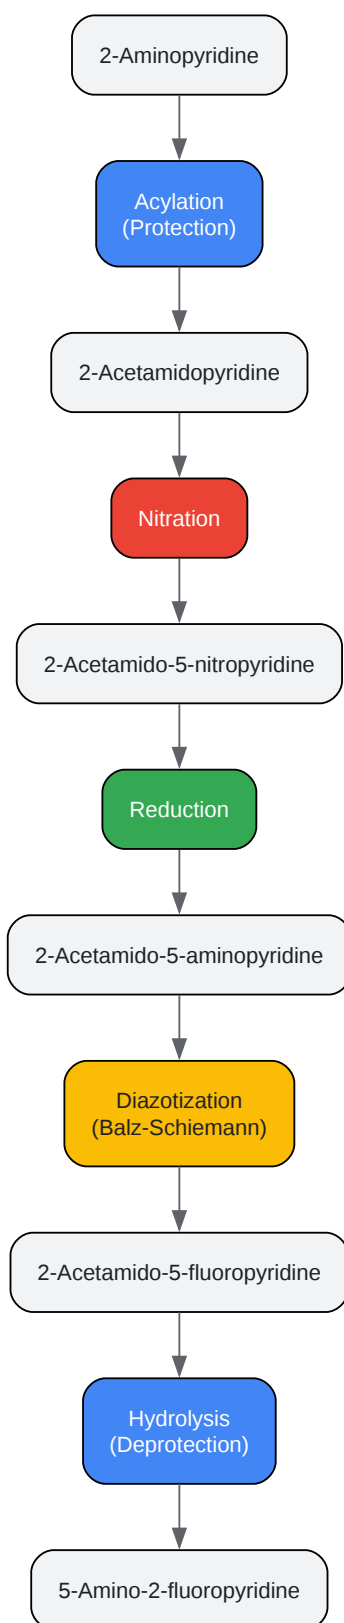 2-Aminopyridine
Acylation
(Protection)
2-Acetamidopyridine
Nitration
2-Acetamido-5-nitropyridine
Reduction
2-Acetamido-5-aminopyridine
Diazotization
(Balz-Schiemann)
2-Acetamido-5-fluoropyridine
Hydrolysis
(Deprotection)
5-Amino-2-fluoropyridine